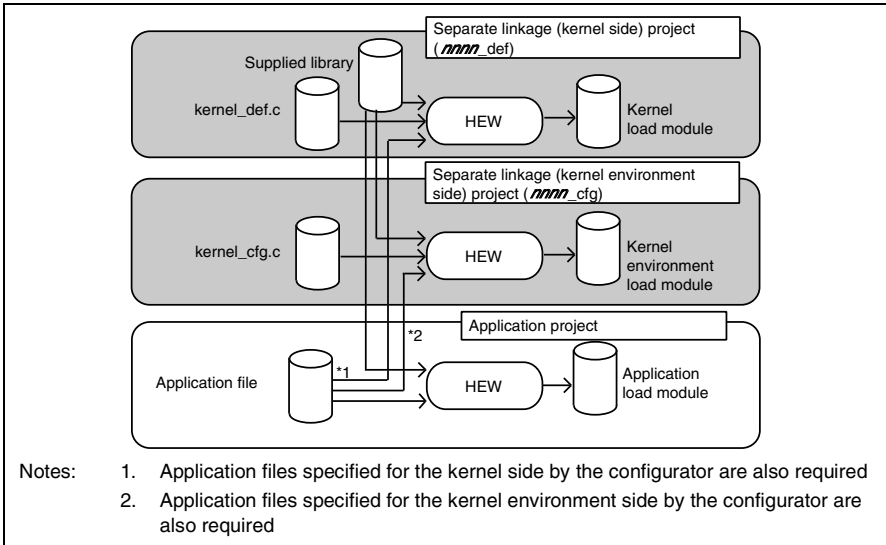 Separate linkage (kernel side) project
(nnnn_def)
Supplied library
kernel_def.c
HEW
Kernel
load module
Separate linkage (kernel environment
side) project (nnnn_cfg)
kernel_cfg.c
HEW
Kernel
environment
load module
Application project
*2
*1
Application file
HEW
Application
load module
Notes: 1. Application files specified for the kernel side by the configurator are also required
2. Application files specified for the kernel environment side by the configurator are
also required